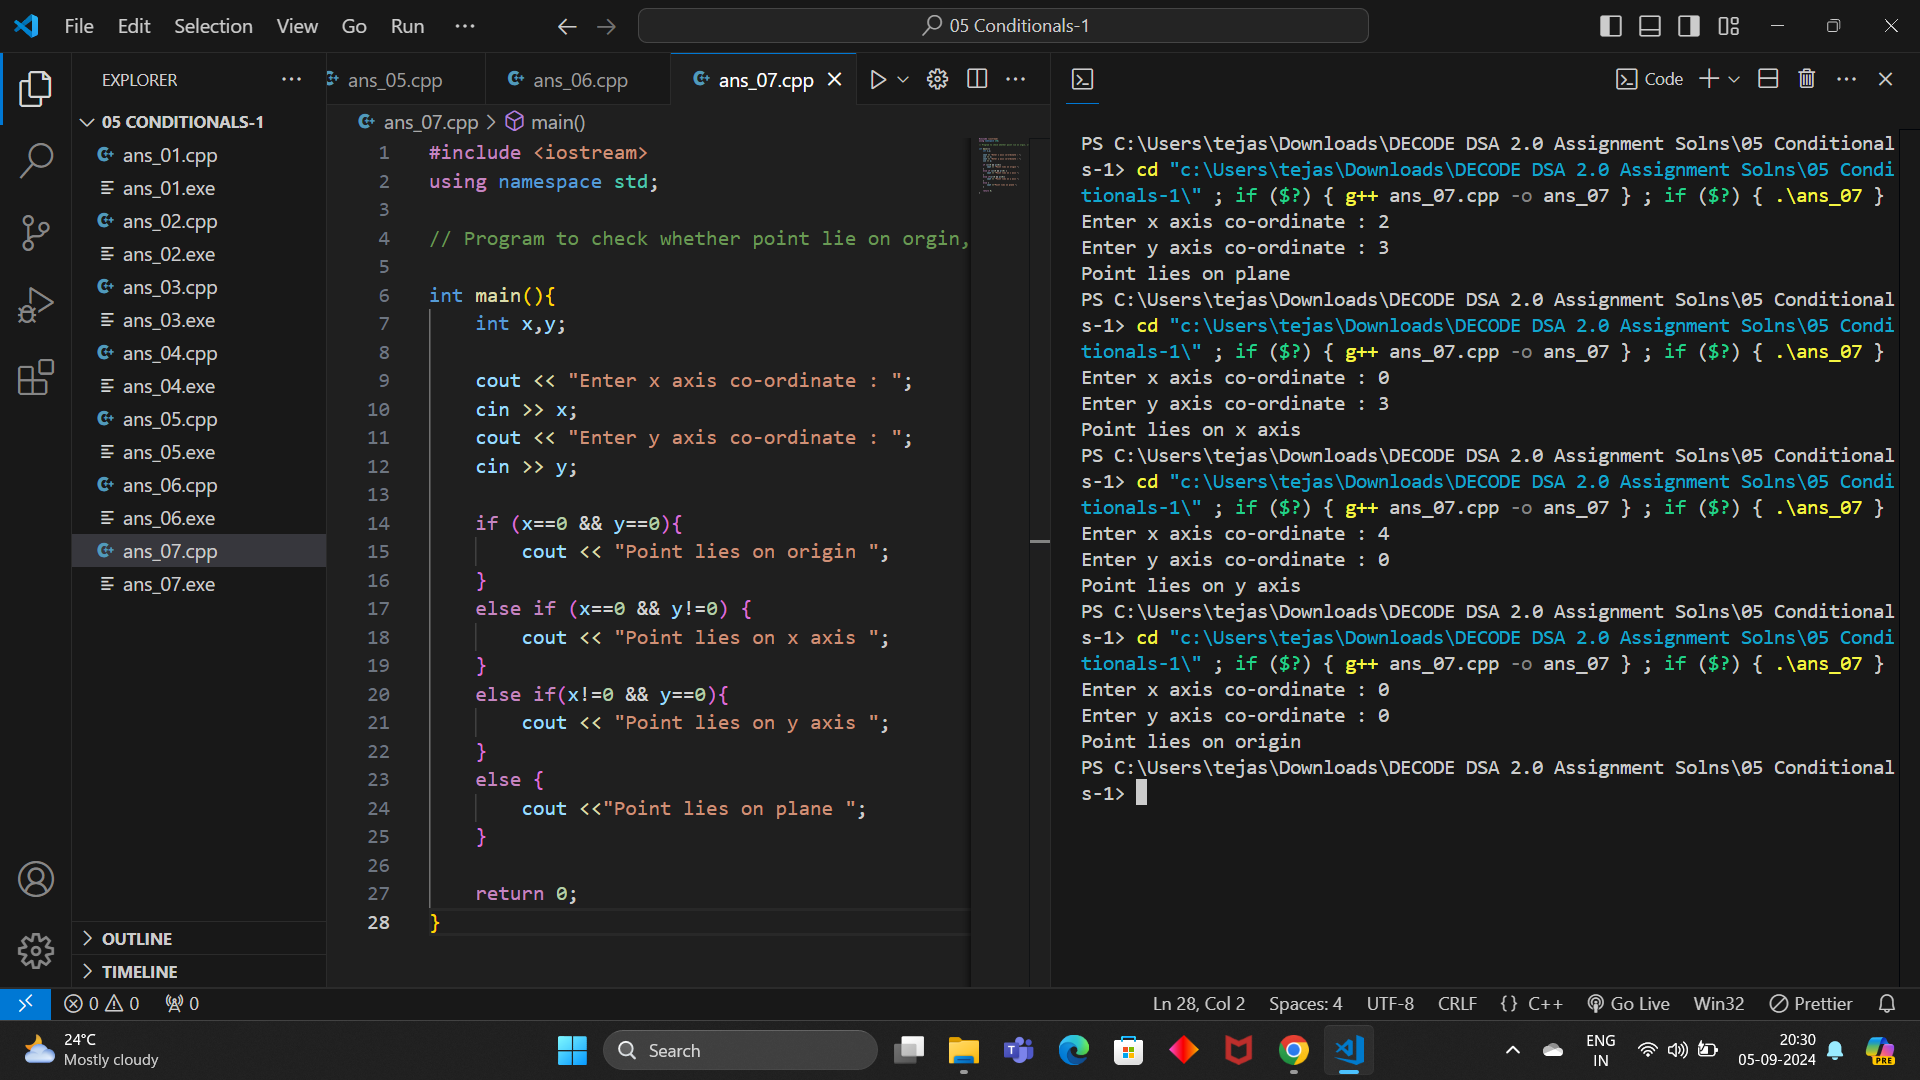 File Edit Selection View Go Run ··· 05 Conditionals-1
EXPLORER ···
05 CONDITIONALS-1
ans_01.cpp
ans_01.exe
ans_02.cpp
ans_02.exe
ans_03.cpp
ans_03.exe
ans_04.cpp
ans_04.exe
ans_05.cpp
ans_05.exe
ans_06.cpp
ans_06.exe
ans_07.cpp
ans_07.exe
OUTLINE
TIMELINE
ans_05.cpp ans_06.cpp ans_07.cpp
ans_07.cpp > main()
1 #include <iostream>
2 using namespace std;
3
4 // Program to check whether point lie on orgin,
5
6 int main(){
7 int x,y;
8
9 cout << "Enter x axis co-ordinate : ";
10 cin >> x;
11 cout << "Enter y axis co-ordinate : ";
12 cin >> y;
13
14 if (x==0 && y==0){
15 cout << "Point lies on origin ";
16 }
17 else if (x==0 && y!=0) {
18 cout << "Point lies on x axis ";
19 }
20 else if(x!=0 && y==0){
21 cout << "Point lies on y axis ";
22 }
23 else {
24 cout <<"Point lies on plane ";
25 }
26
27 return 0;
28 }
Code
PS C:\Users\tejas\Downloads\DECODE DSA 2.0 Assignment Solns\05 Conditional
s-1> cd "c:\Users\tejas\Downloads\DECODE DSA 2.0 Assignment Solns\05 Condi
tionals-1\" ; if ($?) { g++ ans_07.cpp -o ans_07 } ; if ($?) { .\ans_07 }
Enter x axis co-ordinate : 2
Enter y axis co-ordinate : 3
Point lies on plane
PS C:\Users\tejas\Downloads\DECODE DSA 2.0 Assignment Solns\05 Conditional
s-1> cd "c:\Users\tejas\Downloads\DECODE DSA 2.0 Assignment Solns\05 Condi
tionals-1\" ; if ($?) { g++ ans_07.cpp -o ans_07 } ; if ($?) { .\ans_07 }
Enter x axis co-ordinate : 0
Enter y axis co-ordinate : 3
Point lies on x axis
PS C:\Users\tejas\Downloads\DECODE DSA 2.0 Assignment Solns\05 Conditional
s-1> cd "c:\Users\tejas\Downloads\DECODE DSA 2.0 Assignment Solns\05 Condi
tionals-1\" ; if ($?) { g++ ans_07.cpp -o ans_07 } ; if ($?) { .\ans_07 }
Enter x axis co-ordinate : 4
Enter y axis co-ordinate : 0
Point lies on y axis
PS C:\Users\tejas\Downloads\DECODE DSA 2.0 Assignment Solns\05 Conditional
s-1> cd "c:\Users\tejas\Downloads\DECODE DSA 2.0 Assignment Solns\05 Condi
tionals-1\" ; if ($?) { g++ ans_07.cpp -o ans_07 } ; if ($?) { .\ans_07 }
Enter x axis co-ordinate : 0
Enter y axis co-ordinate : 0
Point lies on origin
PS C:\Users\tejas\Downloads\DECODE DSA 2.0 Assignment Solns\05 Conditional
s-1>
0 0 0 Ln 28, Col 2 Spaces: 4 UTF-8 CRLF {} C++ Go Live Win32 Prettier
24°C
Mostly cloudy
Search
ENG
IN
20:30
05-09-2024
PRE